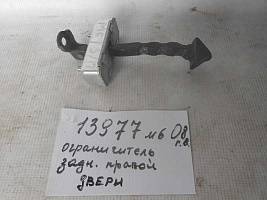 13977 мб 08 г.в.
ограничитель
задн. правой
двери